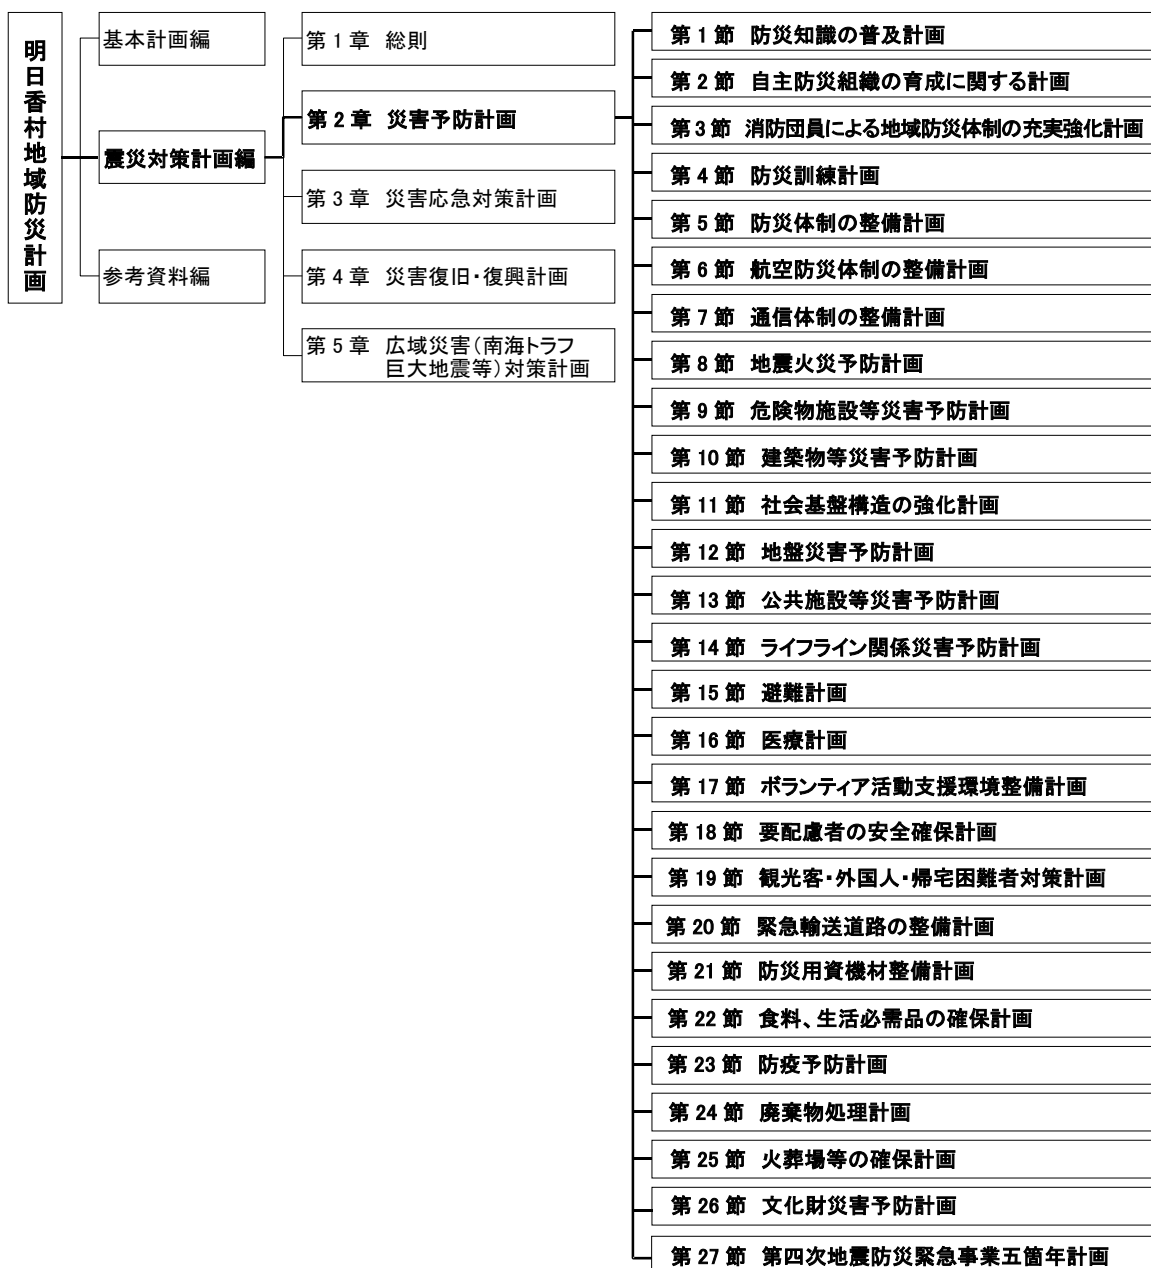 明日香村地域防災計画
基本計画編
震災対策計画編
参考資料編
第1章 総則
第2章 災害予防計画
第3章 災害応急対策計画
第4章 災害復旧・復興計画
第5章 広域災害(南海トラフ
巨大地震等)対策計画
第1節 防災知識の普及計画
第2節 自主防災組織の育成に関する計画
第3節 消防団員による地域防災体制の充実強化計画
第4節 防災訓練計画
第5節 防災体制の整備計画
第6節 航空防災体制の整備計画
第7節 通信体制の整備計画
第8節 地震火災予防計画
第9節 危険物施設等災害予防計画
第10節 建築物等災害予防計画
第11節 社会基盤構造の強化計画
第12節 地盤災害予防計画
第13節 公共施設等災害予防計画
第14節 ライフライン関係災害予防計画
第15節 避難計画
第16節 医療計画
第17節 ボランティア活動支援環境整備計画
第18節 要配慮者の安全確保計画
第19節 観光客・外国人・帰宅困難者対策計画
第20節 緊急輸送道路の整備計画
第21節 防災用資機材整備計画
第22節 食料、生活必需品の確保計画
第23節 防疫予防計画
第24節 廃棄物処理計画
第25節 火葬場等の確保計画
第26節 文化財災害予防計画
第27節 第四次地震防災緊急事業五箇年計画